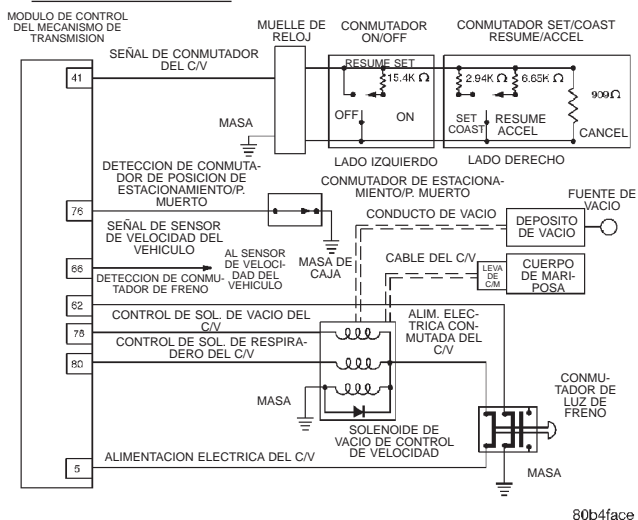 MODULO DE CONTROL
DEL MECANISMO DE
TRANSMISION
MUELLE DE
RELOJ
CONMUTADOR
ON/OFF
CONMUTADOR SET/COAST
RESUME/ACCEL
SEÑAL DE CONMUTADOR
DEL C/V
41
RESUME SET
15.4K Ω
2.94K Ω
6.65K Ω
909Ω
OFF
ON
SET
COAST
RESUME
ACCEL
CANCEL
MASA
LADO IZQUIERDO
LADO DERECHO
DETECCION DE CONMUTA-
DOR DE POSICION DE
ESTACIONAMIENTO/P.
MUERTO
76
CONMUTADOR DE ESTACIONA-
MIENTO/P. MUERTO
MASA DE
CAJA
CONDUCTO DE VACIO
DEPOSITO
DE VACIO
FUENTE DE
VACIO
SEÑAL DE SENSOR
DE VELOCIDAD DEL
VEHICULO
66
AL SENSOR
DE VELOCI-
DAD DEL
VEHICULO
CABLE DEL C/V
LEVA
DE
C/M
CUERPO
DE MARI-
POSA
DETECCION DE CONMU-
TADOR DE FRENO
62
CONTROL DE SOL. DE VACIO DEL
C/V
78
CONTROL DE SOL. DE RESPIRA-
DERO DEL C/V
80
ALIM. ELEC-
TRICA CON-
MUTADA DEL
C/V
MASA
SOLENOIDE DE
VACIO DE CONTROL
DE VELOCIDAD
CONMU-
TADOR DE
LUZ DE
FRENO
MASA
ALIMENTACION ELECTRICA DEL C/V
5
80b4face